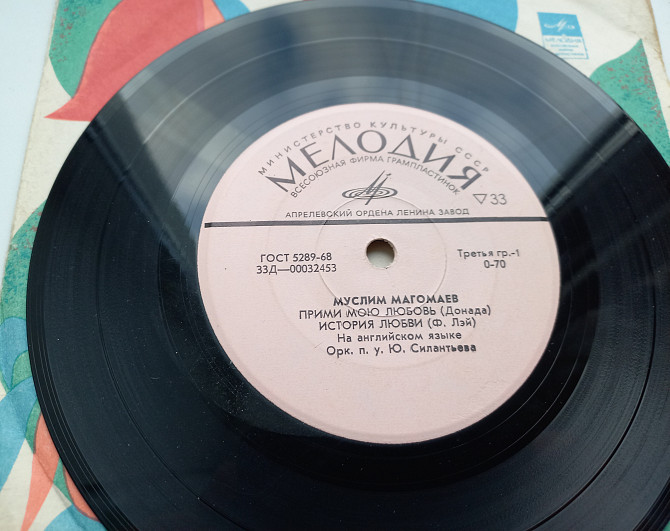 МИНИСТЕРСТВО КУЛЬТУРЫ СССР
МЕЛОДИЯ
ВСЕСОЮЗНАЯ ФИРМА ГРАМПЛАСТИНОК
33
АПРЕЛЕВСКИЙ ОРДЕНА ЛЕНИНА ЗАВОД
ГОСТ 5289-68
33Д—00032453
Третья гр.-1
0-70
МУСЛИМ МАГОМАЕВ
ПРИМИ МОЮ ЛЮБОВЬ (Донада)
ИСТОРИЯ ЛЮБВИ (Ф. Лэй)
На английском языке
Орк. п. у. Ю. Силантьева
МЕЛОДИЯ